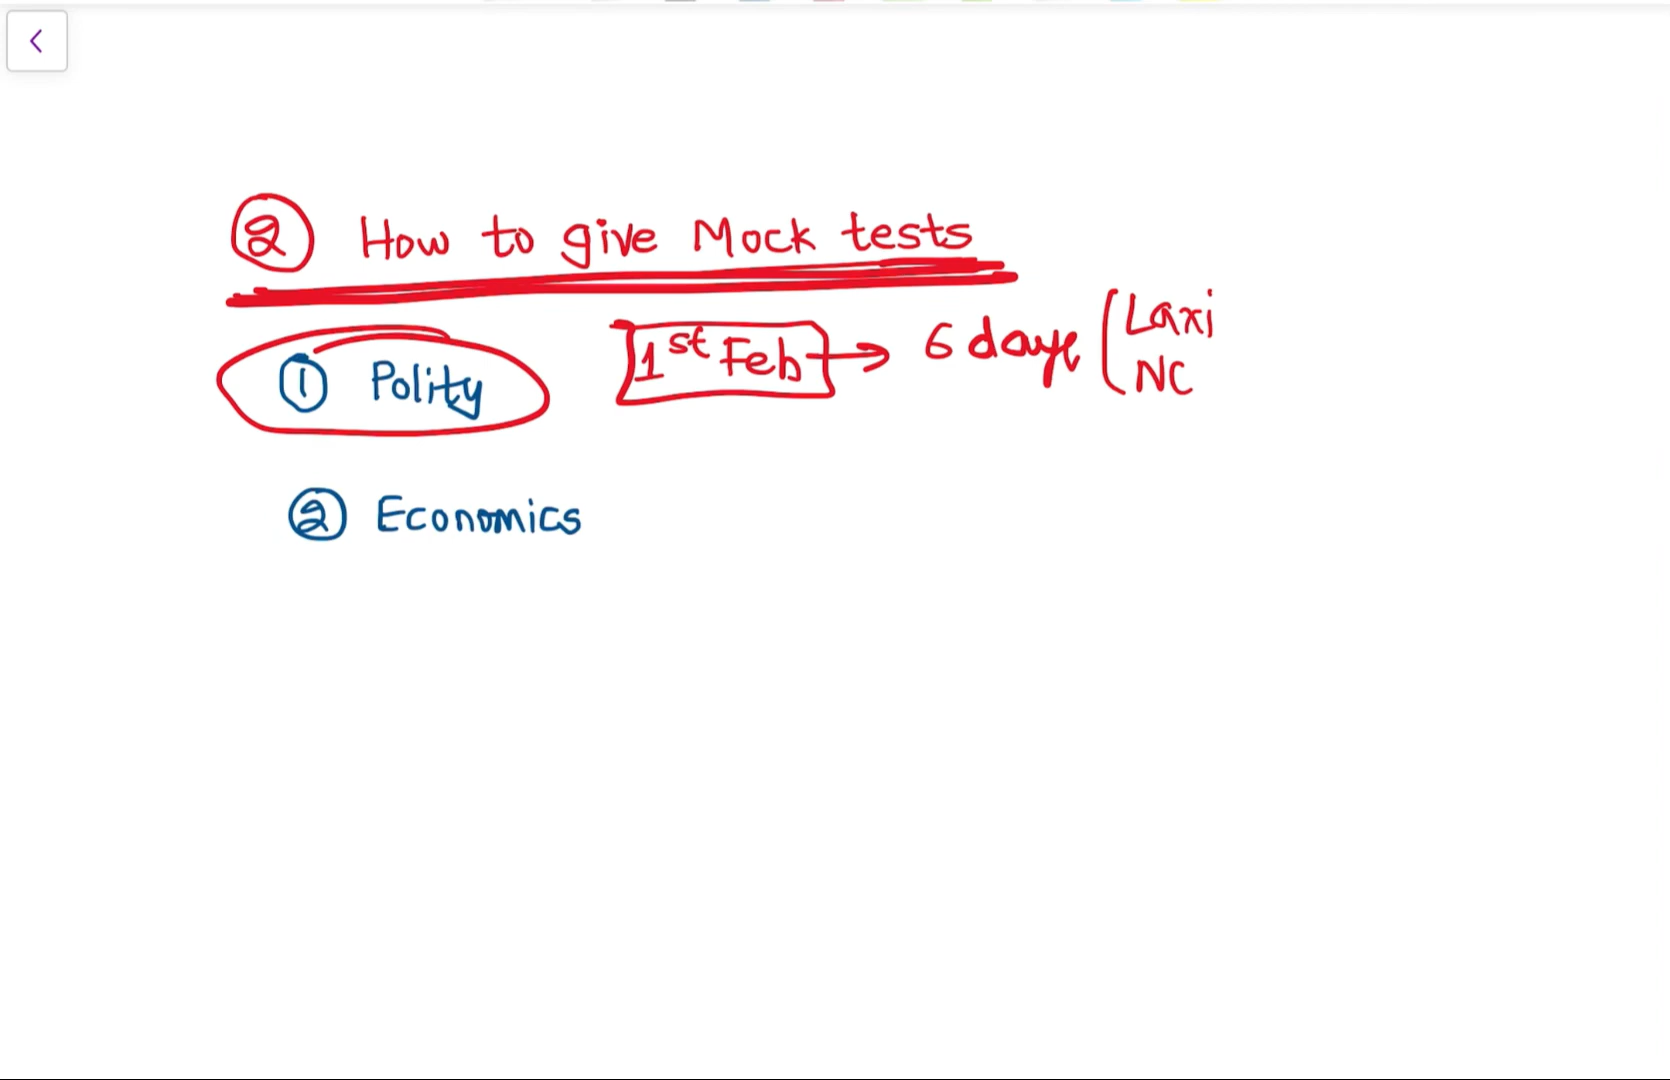 ② How to give Mock tests
① Polity 1st Feb → 6 days (Laxi
NC
② Economics